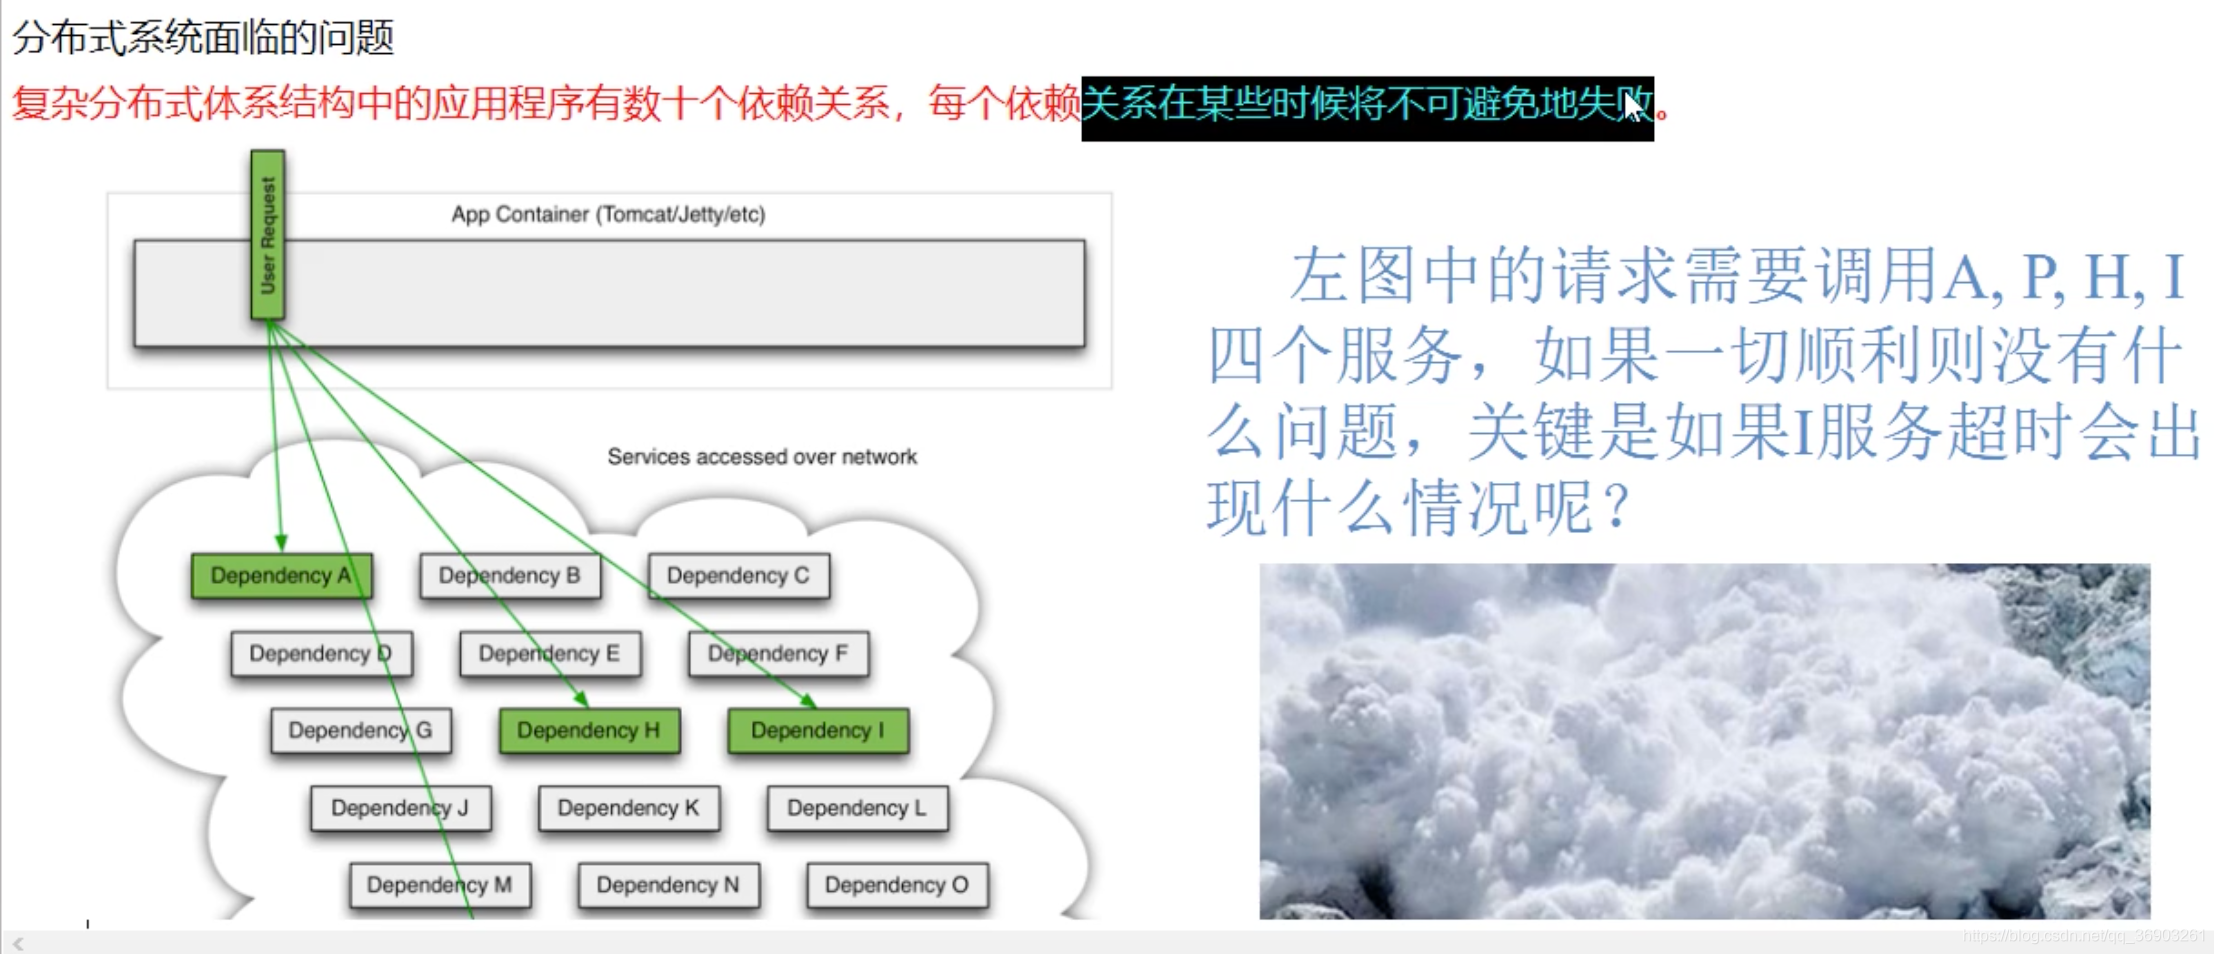 分布式系统面临的问题
复杂分布式体系结构中的应用程序有数十个依赖关系，每个依赖关系在某些时候将不可避免地失败。
User Request
App Container (Tomcat/Jetty/etc)
Services accessed over network
Dependency A
Dependency B
Dependency C
Dependency D
Dependency E
Dependency F
Dependency G
Dependency H
Dependency I
Dependency J
Dependency K
Dependency L
Dependency M
Dependency N
Dependency O
左图中的请求需要调用A, P, H, I
四个服务，如果一切顺利则没有什
么问题，关键是如果I服务超时会出
现什么情况呢？
https://blog.csdn.net/qq_36903261